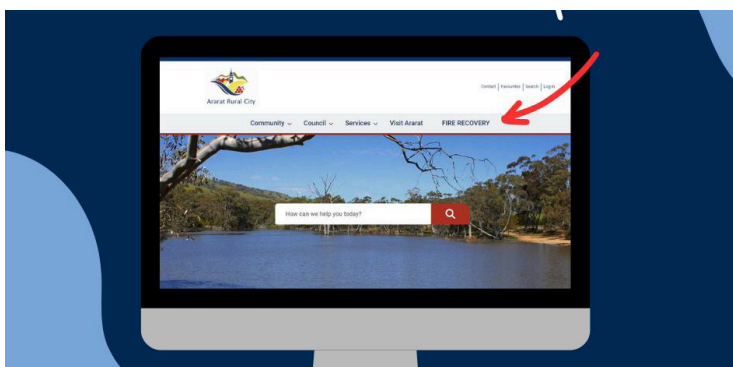 Contact | Favourites | Search | Log in
Ararat Rural City
Community Council Services Visit Ararat FIRE RECOVERY
How can we help you today?